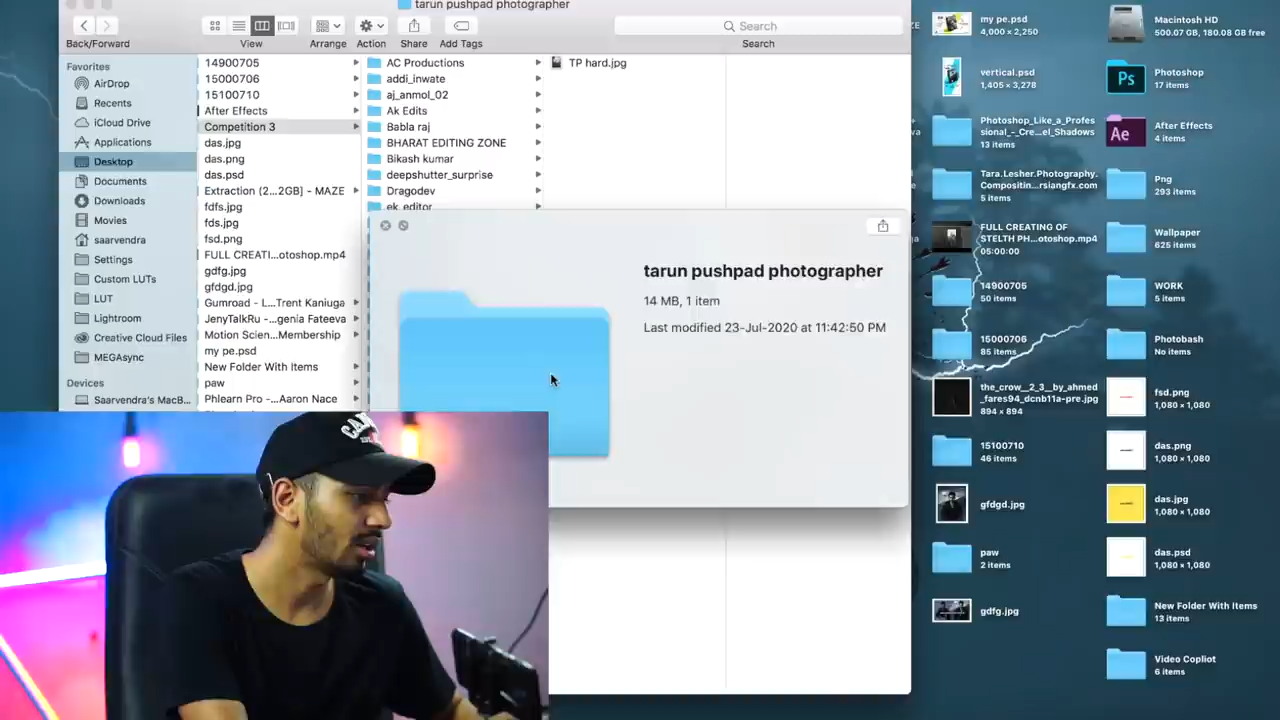 tarun pushpad photographer
Search
Back/Forward
View
Arrange
Action
Share
Add Tags
Search
Favorites
AirDrop
Recents
iCloud Drive
Applications
Desktop
Documents
Downloads
Movies
saarvendra
Settings
Custom LUTs
LUT
Lightroom
Creative Cloud Files
MEGAsync
Devices
Saarvendra's MacB...
14900705
15000706
15100710
After Effects
Competition 3
das.jpg
das.png
das.psd
Extraction (2...2GB) - MAZE
fdfs.jpg
fds.jpg
fsd.png
FULL CREATI...otoshop.mp4
gdfg.jpg
gfdgd.jpg
Gumroad - L...Trent Kaniuga
JenyTalkRu -...genia Fateeva
Motion Scien...Membership
my pe.psd
New Folder With Items
paw
Phlearn Pro -...Aaron Nace
AC Productions
addi_inwate
aj_anmol_02
Ak Edits
Babla raj
BHARAT EDITING ZONE
Bikash kumar
deepshutter_surprise
Dragodev
ek_editor
TP hard.jpg
tarun pushpad photographer
14 MB, 1 item
Last modified 23-Jul-2020 at 11:42:50 PM
my pe.psd
4,000 × 2,250
vertical.psd
1,405 × 3,278
Photoshop_Like_a_Profes
sional_-_Cre...el_Shadows
13 items
Tara.Lesher.Photography.
Compositin...rsiangfx.com
5 items
FULL CREATING OF
STELTH PH...otoshop.mp4
05:00:00
14900705
50 items
15000706
85 items
the_crow__2_3__by_ahmed
_fares94_dcnb11a-pre.jpg
894 × 894
15100710
46 items
gfdgd.jpg
paw
2 items
gdfg.jpg
Macintosh HD
500.07 GB, 180.08 GB free
Ps
Photoshop
17 items
Ae
After Effects
4 items
Png
293 items
Wallpaper
625 items
WORK
5 items
Photobash
No items
fsd.png
1,080 × 1,080
das.png
1,080 × 1,080
das.jpg
1,080 × 1,080
das.psd
1,080 × 1,080
New Folder With Items
13 items
Video Copliot
6 items